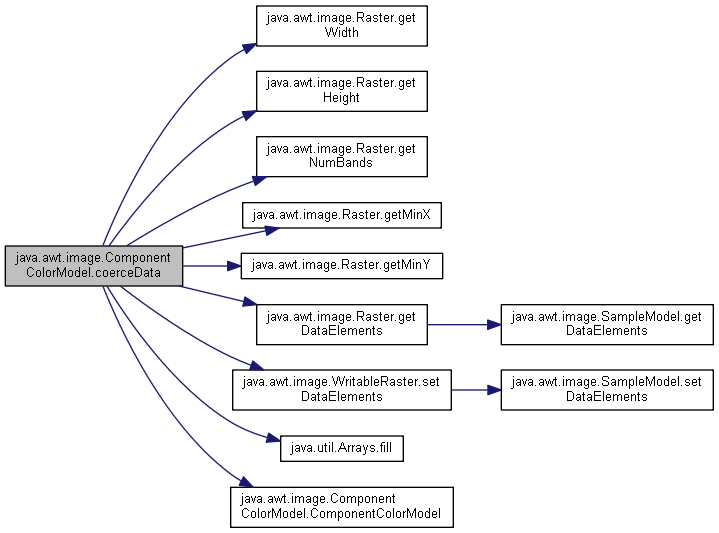 java.awt.image.Raster.get
Width
java.awt.image.Raster.get
Height
java.awt.image.Raster.get
NumBands
java.awt.image.Raster.getMinX
java.awt.image.Component
ColorModel.coerceData
java.awt.image.Raster.getMinY
java.awt.image.Raster.get
DataElements
java.awt.image.SampleModel.get
DataElements
java.awt.image.WritableRaster.set
DataElements
java.awt.image.SampleModel.set
DataElements
java.util.Arrays.fill
java.awt.image.Component
ColorModel.ComponentColorModel